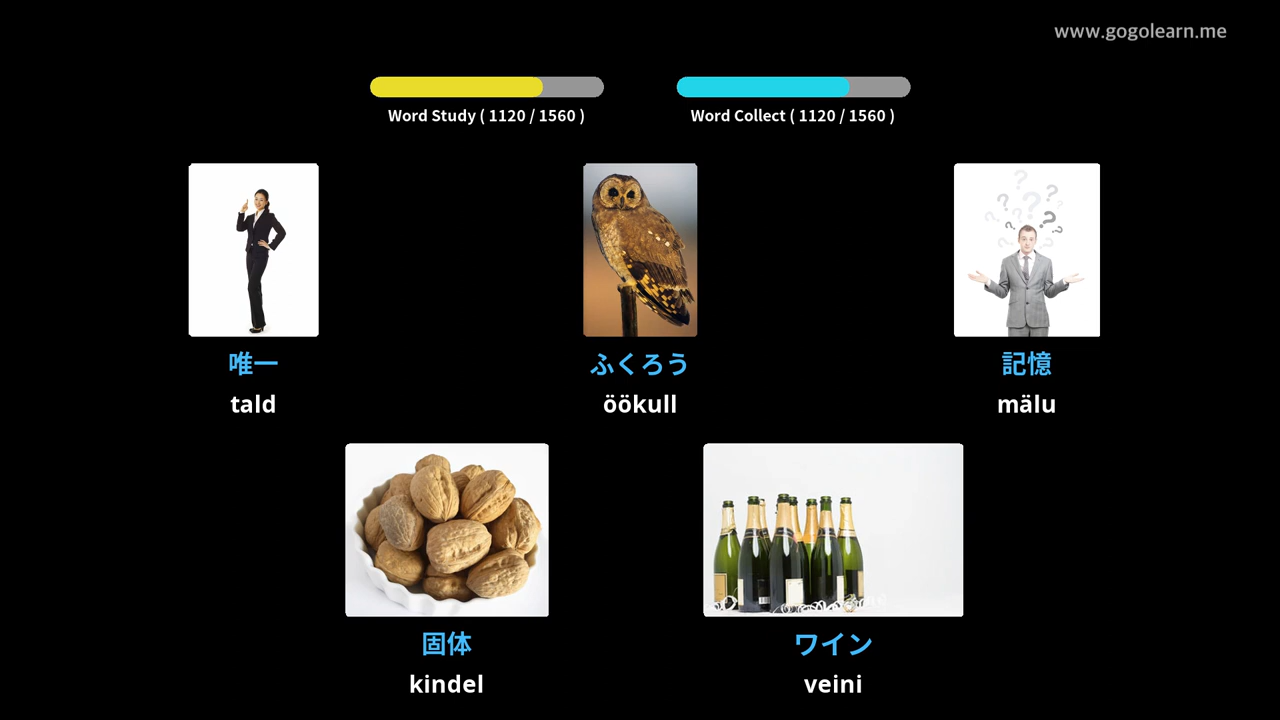 www.gogolearn.me
Word Study ( 1120 / 1560 )
Word Collect ( 1120 / 1560 )
唯一
ふくろう
記憶
tald
öökull
mälu
固体
ワイン
kindel
veini